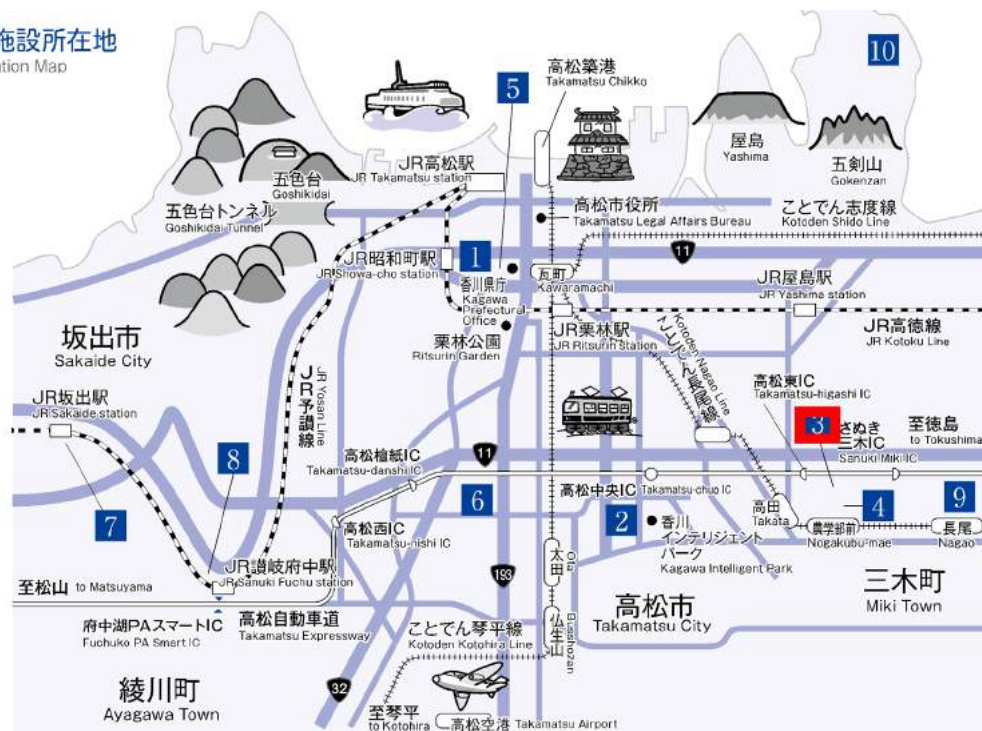 施設所在地
tion Map
10
5
高松築港
Takamatsu Chikko
屋島
Yashima
五剣山
Gokenzan
JR高松駅
JR Takamatsu station
五色台
Goshikidai
五色台トンネル
Goshikidai Tunnel
高松市役所
Takamatsu Legal Affairs Bureau
ことでん志度線
Kotoden Shido Line
11
JR昭和町駅
JR Showa-cho station
1
香川県庁
Kagawa
Prefectural
Office
瓦町
Kawaramachi
JR屋島駅
JR Yashima station
栗林公園
Ritsurin Garden
JR栗林駅
JR Ritsurin station
JR高徳線
JR Kotoku Line
Kotoden Nagao Line
坂出市
Sakaide City
JR予讃線
JR Yosan Line
高松東IC
Takamatsu-higashi IC
JR坂出駅
JR Sakaide station
3
さぬき
三木IC
Sanuki Miki IC
至徳島
to Tokushima
高松檀紙IC
Takamatsu-danshi IC
11
8
7
6
高松中央IC
Takamatsu-chuo IC
2
香川
インテリジェント
パーク
Kagawa Intelligent Park
高田
Takata
4
9
農学部前
Nogakubu-mae
長尾
Nagao
高松西IC
Takamatsu-nishi IC
JR讃岐府中駅
JR Sanuki Fuchu station
至松山 to Matsuyama
193
太田
Ota
三木町
Miki Town
府中湖PAスマートIC
Fuchuko PA Smart IC
高松自動車道
Takamatsu Expressway
ことでん琴平線
Kotoden Kotohira Line
仏生山
Busshozan
高松市
Takamatsu City
綾川町
Ayagawa Town
32
至琴平
to Kotohira
高松空港 Takamatsu Airport